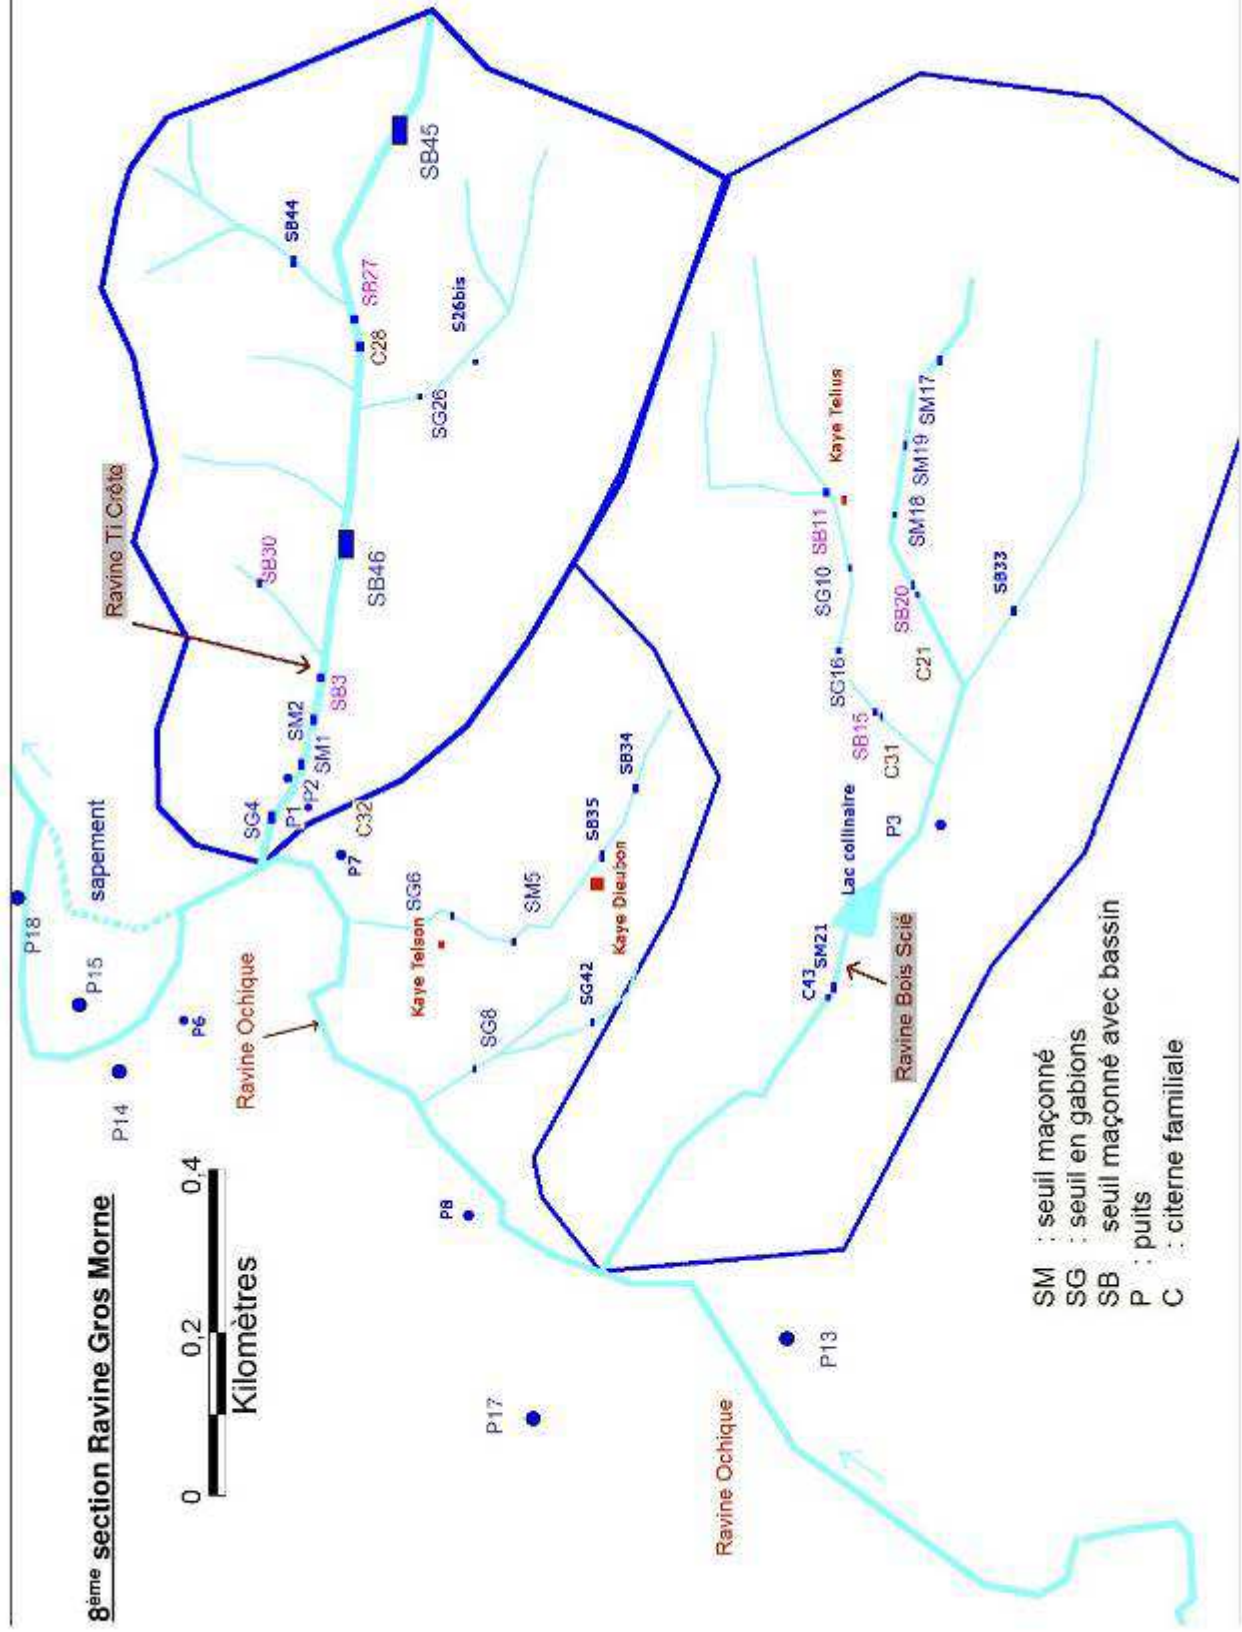 8ème section Ravine Gros Morne
0 0,2 0,4
Kilomètres
P14
P15
P18
sapement
P6
Ravine Ochique
P7
SG4
P1
P2
C32
SM1
SM2
SB3
Ravine Ti Crête
SB30
SB46
SG26
S26bis
C28
SB27
SB44
SB45
Kaye Telson
SG6
SM5
SG8
SG42
Kaye Dieubon
SB35
SB34
P8
P17
P13
Ravine Ochique
C43
SM21
Ravine Bois Scié
Lac collinaire
P3
C31
SB15
SG16
SG10
SB11
Kaye Telius
C21
SB20
SM18
SM19
SM17
SB33
SM : seuil maçonné
SG : seuil en gabions
SB seuil maçonné avec bassin
P : puits
C : citerne familiale